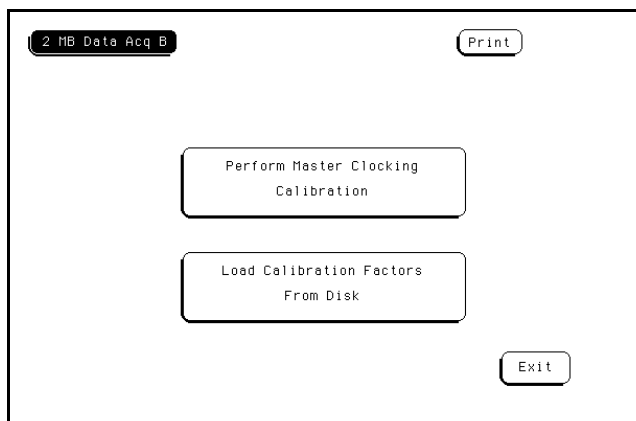 2 MB Data Acq B
Print
Perform Master Clocking
Calibration
Load Calibration Factors
From Disk
Exit